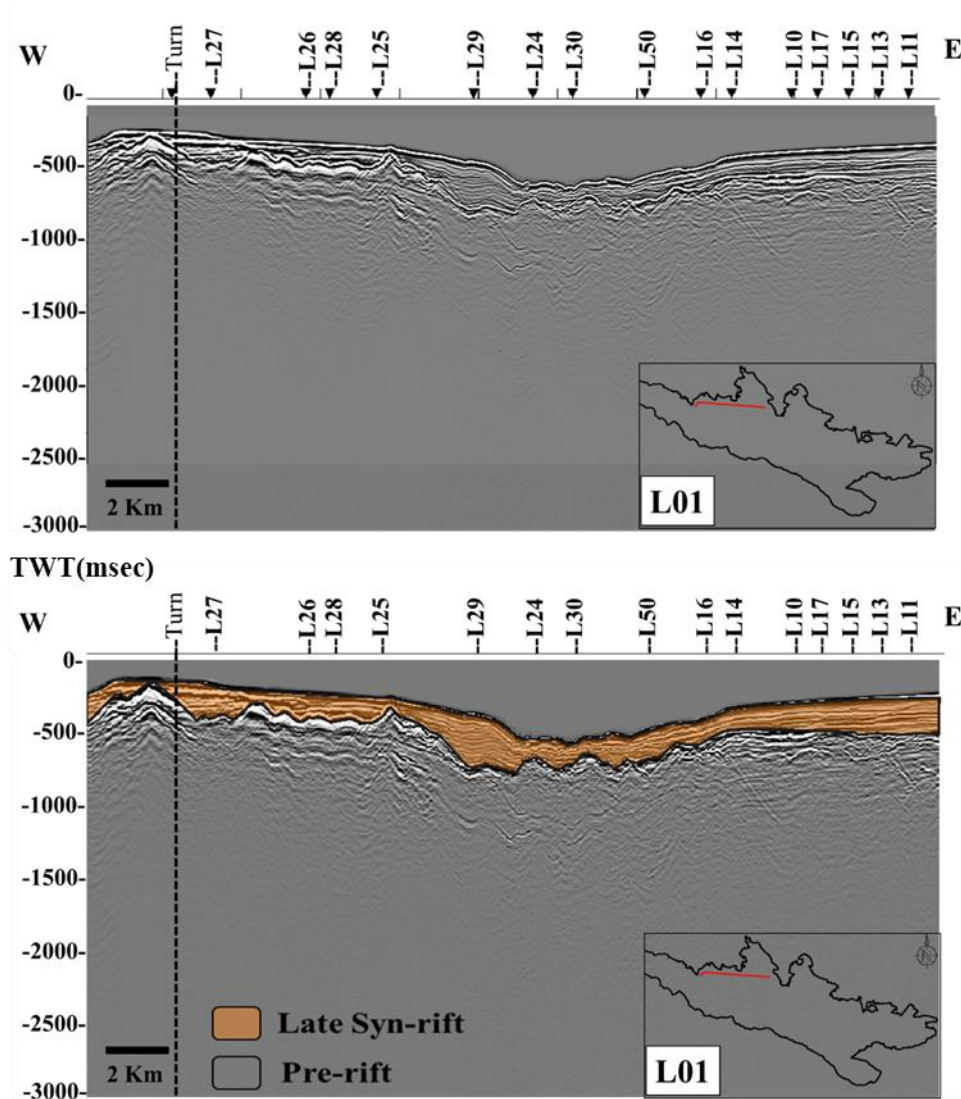 W --Turn --L27 --L26 --L28 --L25 --L29 --L24 --L30 --L50 --L16 --L14 --L10 --L17 --L15 --L13 --L11 E
0-
-500-
-1000-
-1500-
-2000-
-2500-
-3000-
2 Km
N
L01
TWT(msec)
W --Turn --L27 --L26 --L28 --L25 --L29 --L24 --L30 --L50 --L16 --L14 --L10 --L17 --L15 --L13 --L11 E
0-
-500-
-1000-
-1500-
-2000-
-2500-
-3000-
Late Syn-rift
Pre-rift
2 Km
N
L01